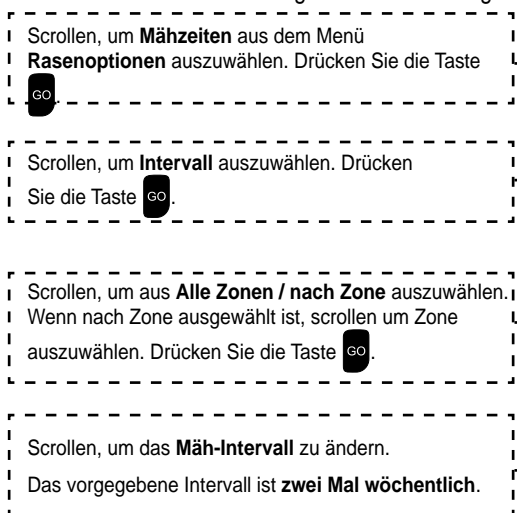 Scrollen, um Mähzeiten aus dem Menü
Rasenoptionen auszuwählen. Drücken Sie die Taste
GO.
Scrollen, um Intervall auszuwählen. Drücken
Sie die Taste GO.
Scrollen, um aus Alle Zonen / nach Zone auszuwählen.
Wenn nach Zone ausgewählt ist, scrollen um Zone
auszuwählen. Drücken Sie die Taste GO.
Scrollen, um das Mäh-Intervall zu ändern.
Das vorgegebene Intervall ist zwei Mal wöchentlich.